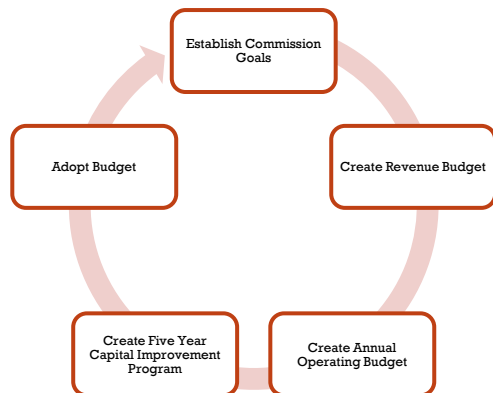 Establish Commission
Goals
Create Revenue Budget
Create Annual
Operating Budget
Create Five Year
Capital Improvement
Program
Adopt Budget